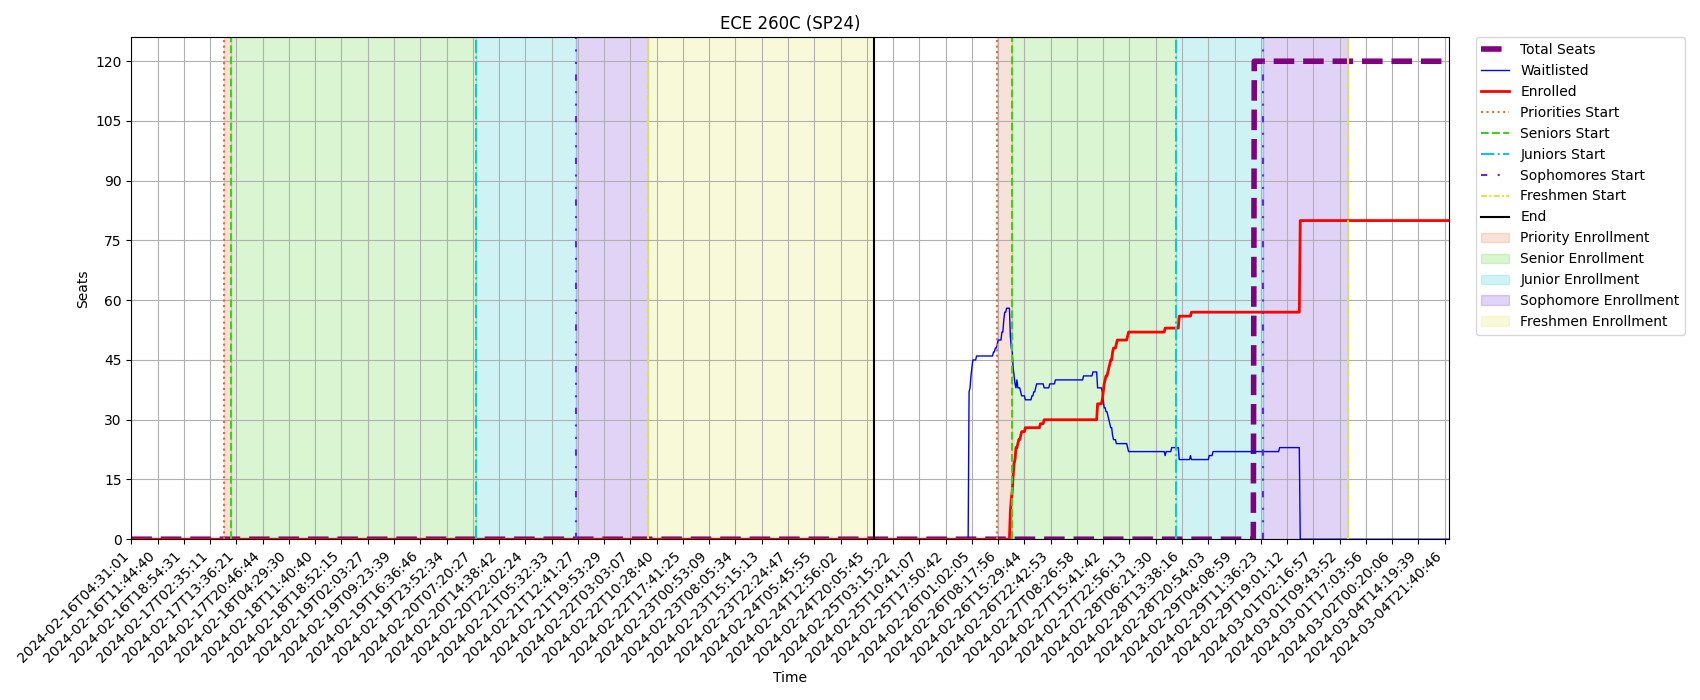 ECE 260C (SP24)
Total Seats
Waitlisted
Enrolled
Priorities Start
Seniors Start
Juniors Start
Sophomores Start
Freshmen Start
End
Priority Enrollment
Senior Enrollment
Junior Enrollment
Sophomore Enrollment
Freshmen Enrollment
Seats
120
105
90
75
60
45
30
15
0
2024-02-16T04:31:01
2024-02-16T11:44:40
2024-02-16T18:54:31
2024-02-17T02:35:11
2024-02-17T13:36:21
2024-02-17T20:46:44
2024-02-18T04:29:30
2024-02-18T11:40:40
2024-02-18T18:52:15
2024-02-19T02:03:27
2024-02-19T09:23:39
2024-02-19T16:36:46
2024-02-19T23:52:34
2024-02-20T07:20:27
2024-02-20T14:38:42
2024-02-20T22:02:24
2024-02-21T05:32:33
2024-02-21T12:41:27
2024-02-21T19:53:29
2024-02-22T03:03:07
2024-02-22T10:28:40
2024-02-22T17:41:25
2024-02-23T00:53:09
2024-02-23T08:05:34
2024-02-23T15:15:13
2024-02-23T22:24:47
2024-02-24T05:45:55
2024-02-24T12:56:02
2024-02-24T20:05:45
2024-02-25T03:15:22
2024-02-25T10:41:07
2024-02-25T17:50:42
2024-02-26T01:02:05
2024-02-26T08:17:56
2024-02-26T15:29:44
2024-02-26T22:42:53
2024-02-27T08:26:58
2024-02-27T15:41:42
2024-02-27T22:56:13
2024-02-28T06:21:30
2024-02-28T13:38:16
2024-02-28T20:54:03
2024-02-29T04:08:59
2024-02-29T11:36:23
2024-02-29T19:01:12
2024-03-01T02:16:57
2024-03-01T09:43:52
2024-03-01T17:03:56
2024-03-02T00:20:06
2024-03-04T14:19:39
2024-03-04T21:40:46
Time